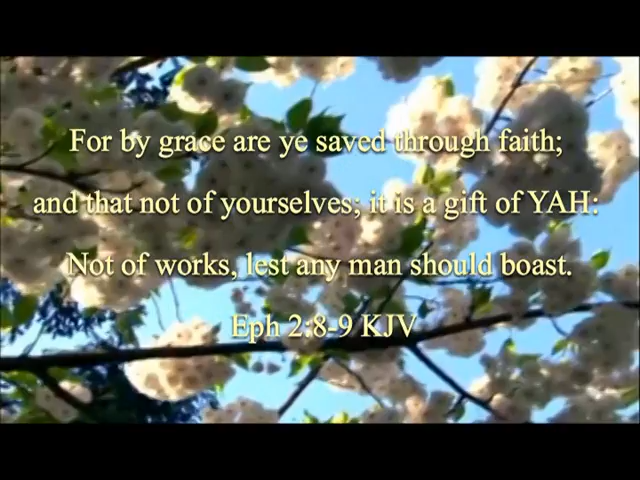 For by grace are ye saved through faith;
and that not of yourselves; it is a gift of YAH:
Not of works, lest any man should boast.
Eph 2:8-9 KJV